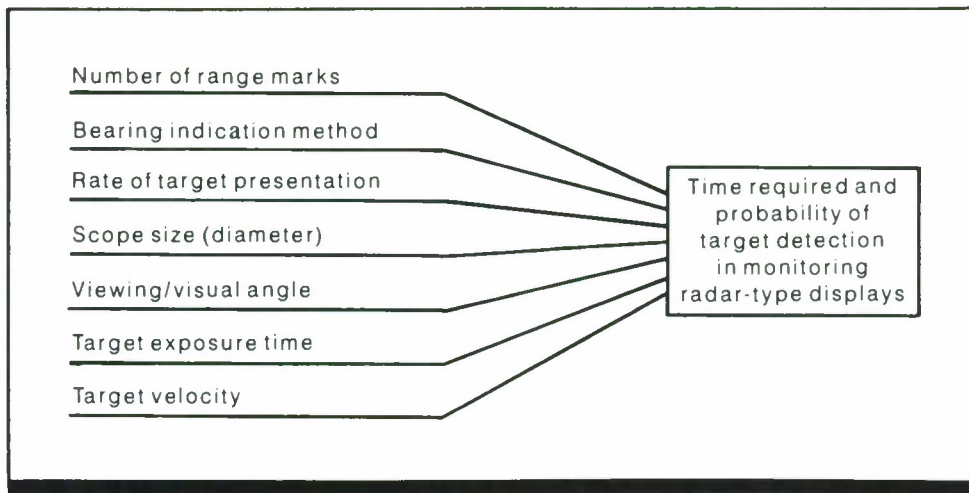 Number of range marks
Bearing indication method
Rate of target presentation
Scope size (diameter)
Viewing/visual angle
Target exposure time
Target velocity
Time required and
probability of
target detection
in monitoring
radar-type displays